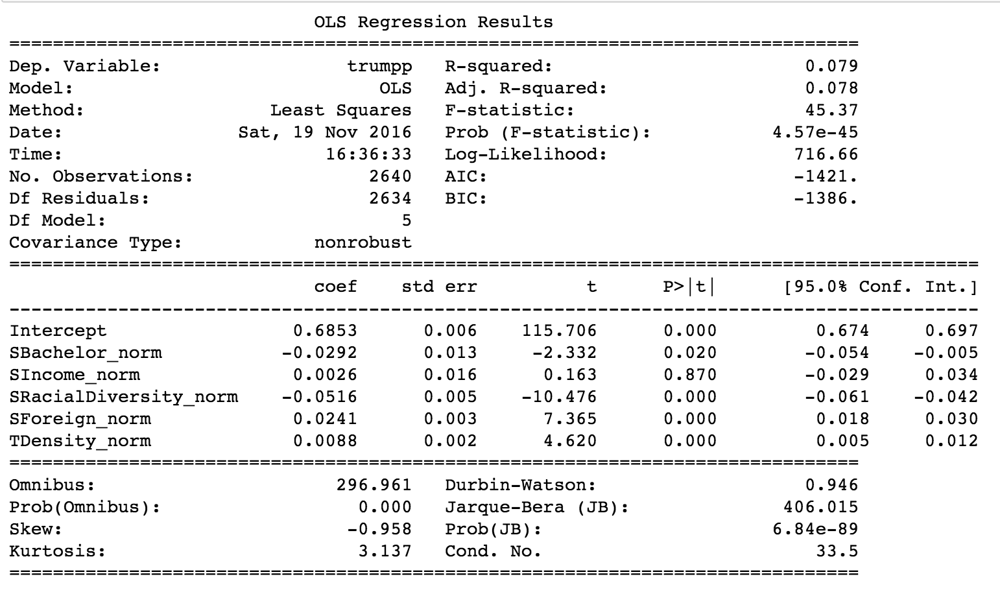 OLS Regression Results
==============================================================================
Dep. Variable: trumpp R-squared: 0.079
Model: OLS Adj. R-squared: 0.078
Method: Least Squares F-statistic: 45.37
Date: Sat, 19 Nov 2016 Prob (F-statistic): 4.57e-45
Time: 16:36:33 Log-Likelihood: 716.66
No. Observations: 2640 AIC: -1421.
Df Residuals: 2634 BIC: -1386.
Df Model: 5
Covariance Type: nonrobust
=========================================================================================
coef std err t P>|t| [95.0% Conf. Int.]
-----------------------------------------------------------------------------------------
Intercept 0.6853 0.006 115.706 0.000 0.674 0.697
SBachelor_norm -0.0292 0.013 -2.332 0.020 -0.054 -0.005
SIncome_norm 0.0026 0.016 0.163 0.870 -0.029 0.034
SRacialDiversity_norm -0.0516 0.005 -10.476 0.000 -0.061 -0.042
SForeign_norm 0.0241 0.003 7.365 0.000 0.018 0.030
TDensity_norm 0.0088 0.002 4.620 0.000 0.005 0.012
==============================================================================
Omnibus: 296.961 Durbin-Watson: 0.946
Prob(Omnibus): 0.000 Jarque-Bera (JB): 406.015
Skew: -0.958 Prob(JB): 6.84e-89
Kurtosis: 3.137 Cond. No. 33.5
==============================================================================